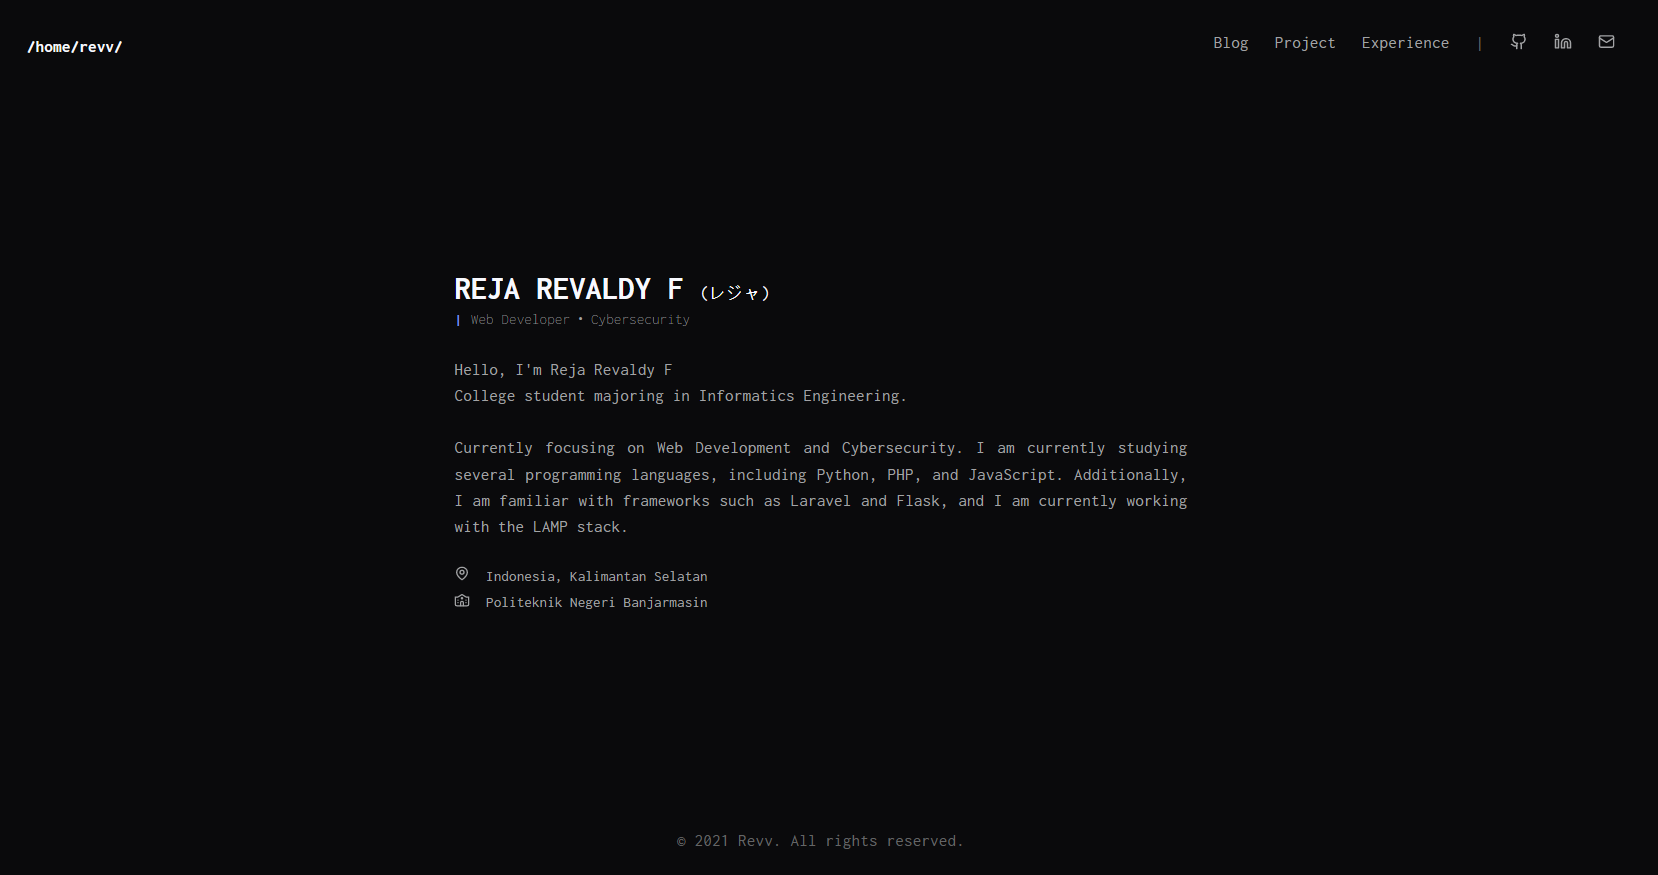 /home/revv/
Blog Project Experience |
REJA REVALDY F (レジャ)
| Web Developer • Cybersecurity
Hello, I'm Reja Revaldy F
College student majoring in Informatics Engineering.
Currently focusing on Web Development and Cybersecurity. I am currently studying
several programming languages, including Python, PHP, and JavaScript. Additionally,
I am familiar with frameworks such as Laravel and Flask, and I am currently working
with the LAMP stack.
Indonesia, Kalimantan Selatan
Politeknik Negeri Banjarmasin
© 2021 Revv. All rights reserved.